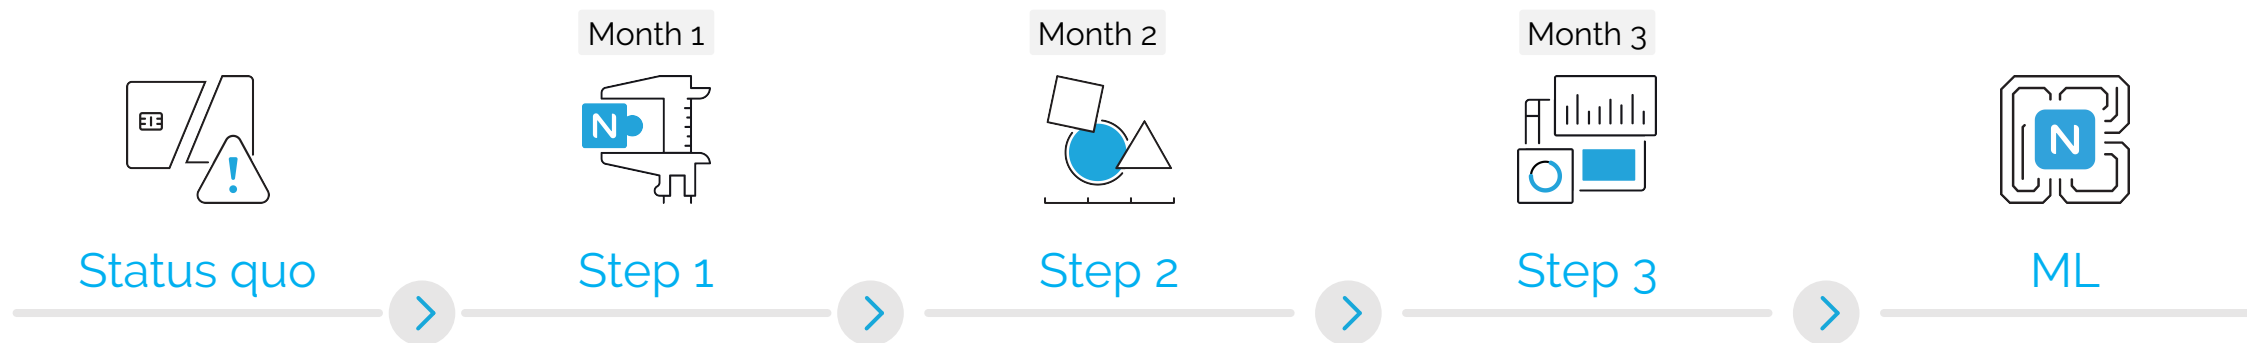 Month 1
Month 2
Month 3
N
N
Status quo
Step 1
Step 2
Step 3
ML